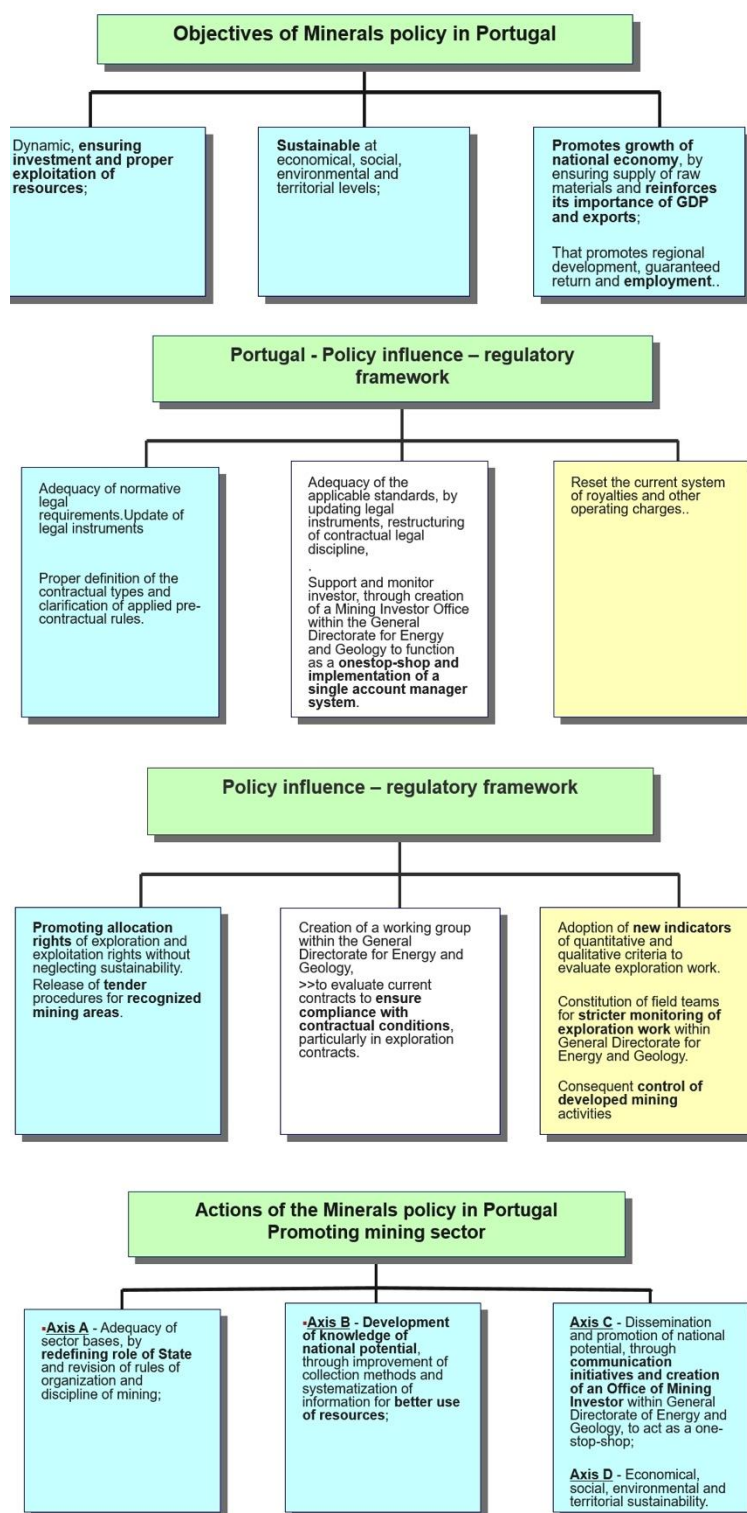 Objectives of Minerals policy in Portugal
Dynamic, ensuring
investment and proper
exploitation of
resources;
Sustainable at
economical, social,
environmental and
territorial levels;
Promotes growth of
national economy, by
ensuring supply of raw
materials and reinforces
its importance of GDP
and exports;
That promotes regional
development, guaranteed
return and employment..
Portugal - Policy influence – regulatory
framework
Adequacy of normative
legal
requirements.Update of
legal instruments
Proper definition of the
contractual types and
clarification of applied pre-
contractual rules.
Adequacy of the
applicable standards, by
updating legal
instruments, restructuring
of contractual legal
discipline,
.
Support and monitor
investor, through creation
of a Mining Investor Office
within the General
Directorate for Energy
and Geology to function
as a onestop-shop and
implementation of a
single account manager
system.
Reset the current system
of royalties and other
operating charges..
Policy influence – regulatory framework
Promoting allocation
rights of exploration and
exploitation rights without
neglecting sustainability.
Release of tender
procedures for recognized
mining areas.
Creation of a working group
within the General
Directorate for Energy and
Geology,
>>to evaluate current
contracts to ensure
compliance with
contractual conditions,
particularly in exploration
contracts.
Adoption of new indicators
of quantitative and
qualitative criteria to
evaluate exploration work.
Constitution of field teams
for stricter monitoring of
exploration work within
General Directorate for
Energy and Geology.
Consequent control of
developed mining
activities
Actions of the Minerals policy in Portugal
Promoting mining sector
▪Axis A - Adequacy of
sector bases, by
redefining role of State
and revision of rules of
organization and
discipline of mining;
▪Axis B - Development
of knowledge of
national potential,
through improvement of
collection methods and
systematization of
information for better use
of resources;
Axis C - Dissemination
and promotion of national
potential, through
communication
initiatives and creation
of an Office of Mining
Investor within General
Directorate of Energy and
Geology, to act as a one-
stop-shop;
Axis D - Economical,
social, environmental and
territorial sustainability.